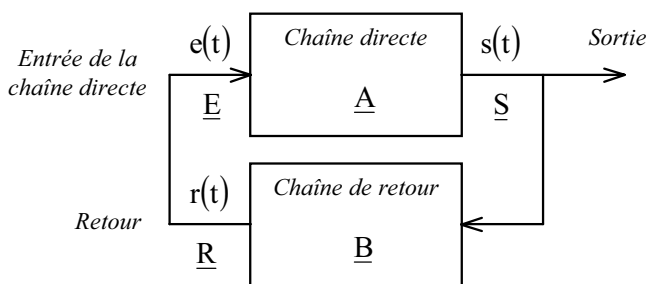 e(t)
Chaîne directe
s(t)
Sortie
Entrée de la
chaîne directe
E
A
S
r(t)
Chaîne de retour
Retour
R
B